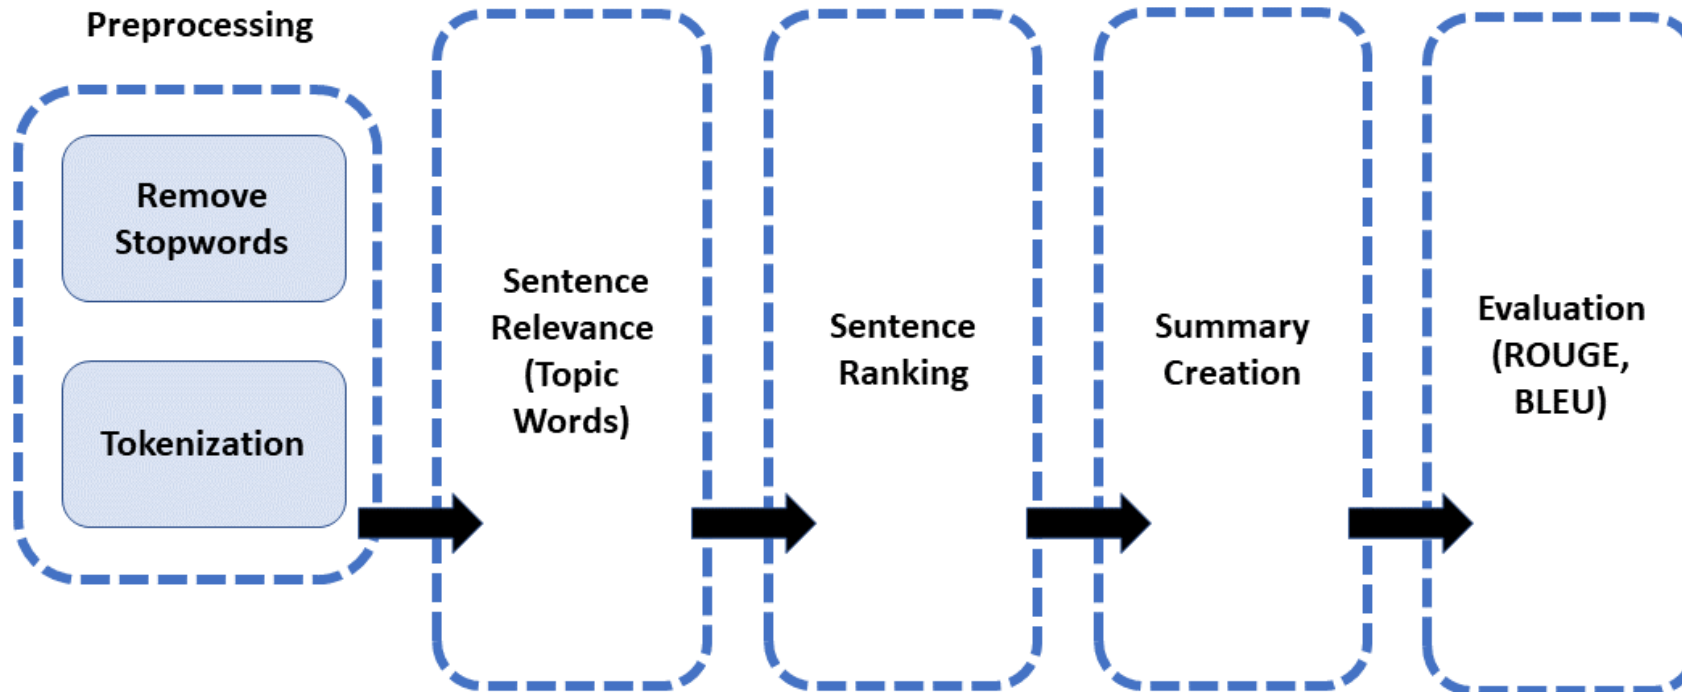 Preprocessing
Remove
Stopwords
Tokenization
Sentence
Relevance
(Topic
Words)
Sentence
Ranking
Summary
Creation
Evaluation
(ROUGE,
BLEU)